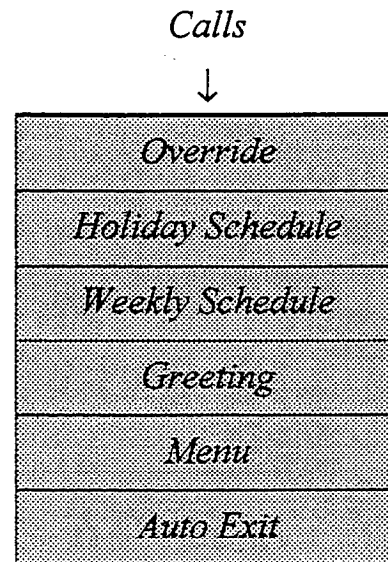 Calls
Override
Holiday Schedule
Weekly Schedule
Greeting
Menu
Auto Exit